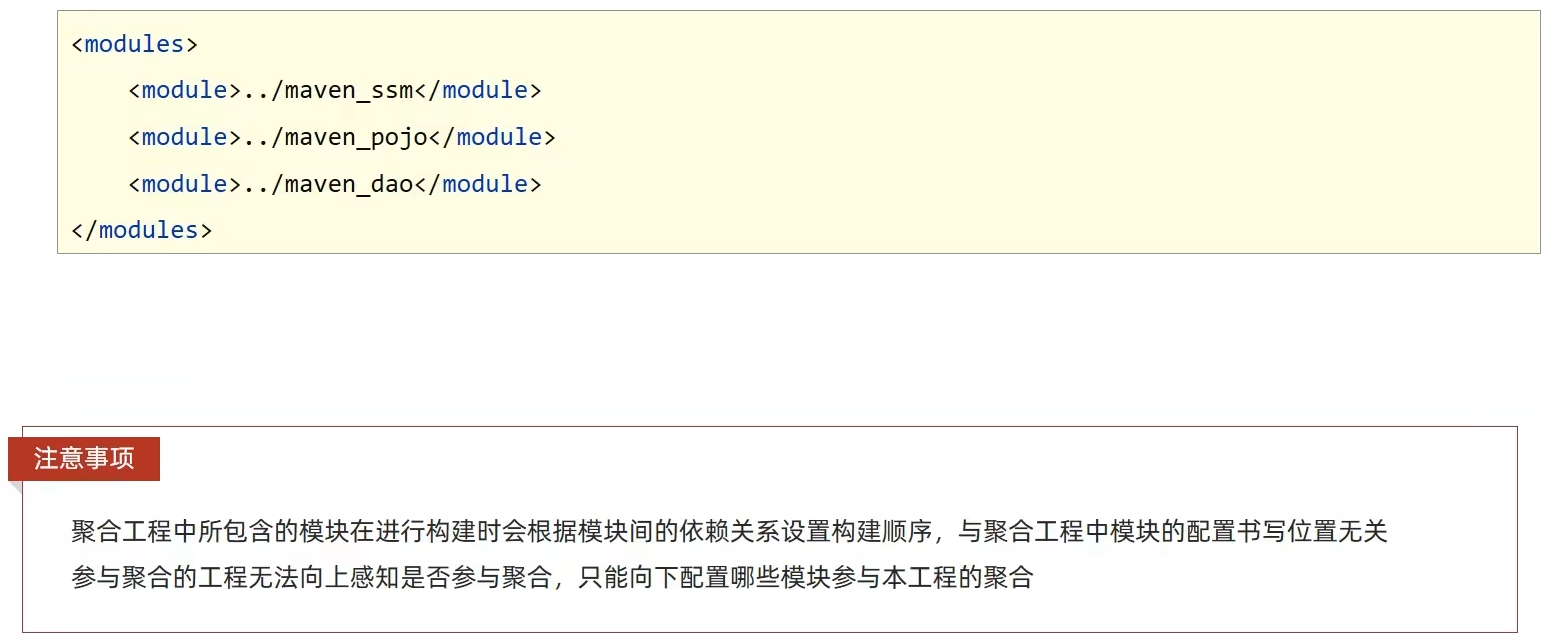 <modules>
    <module>../maven_ssm</module>
    <module>../maven_pojo</module>
    <module>../maven_dao</module>
</modules>
注意事项
聚合工程中所包含的模块在进行构建时会根据模块间的依赖关系设置构建顺序，与聚合工程中模块的配置书写位置无关
参与聚合的工程无法向上感知是否参与聚合，只能向下配置哪些模块参与本工程的聚合